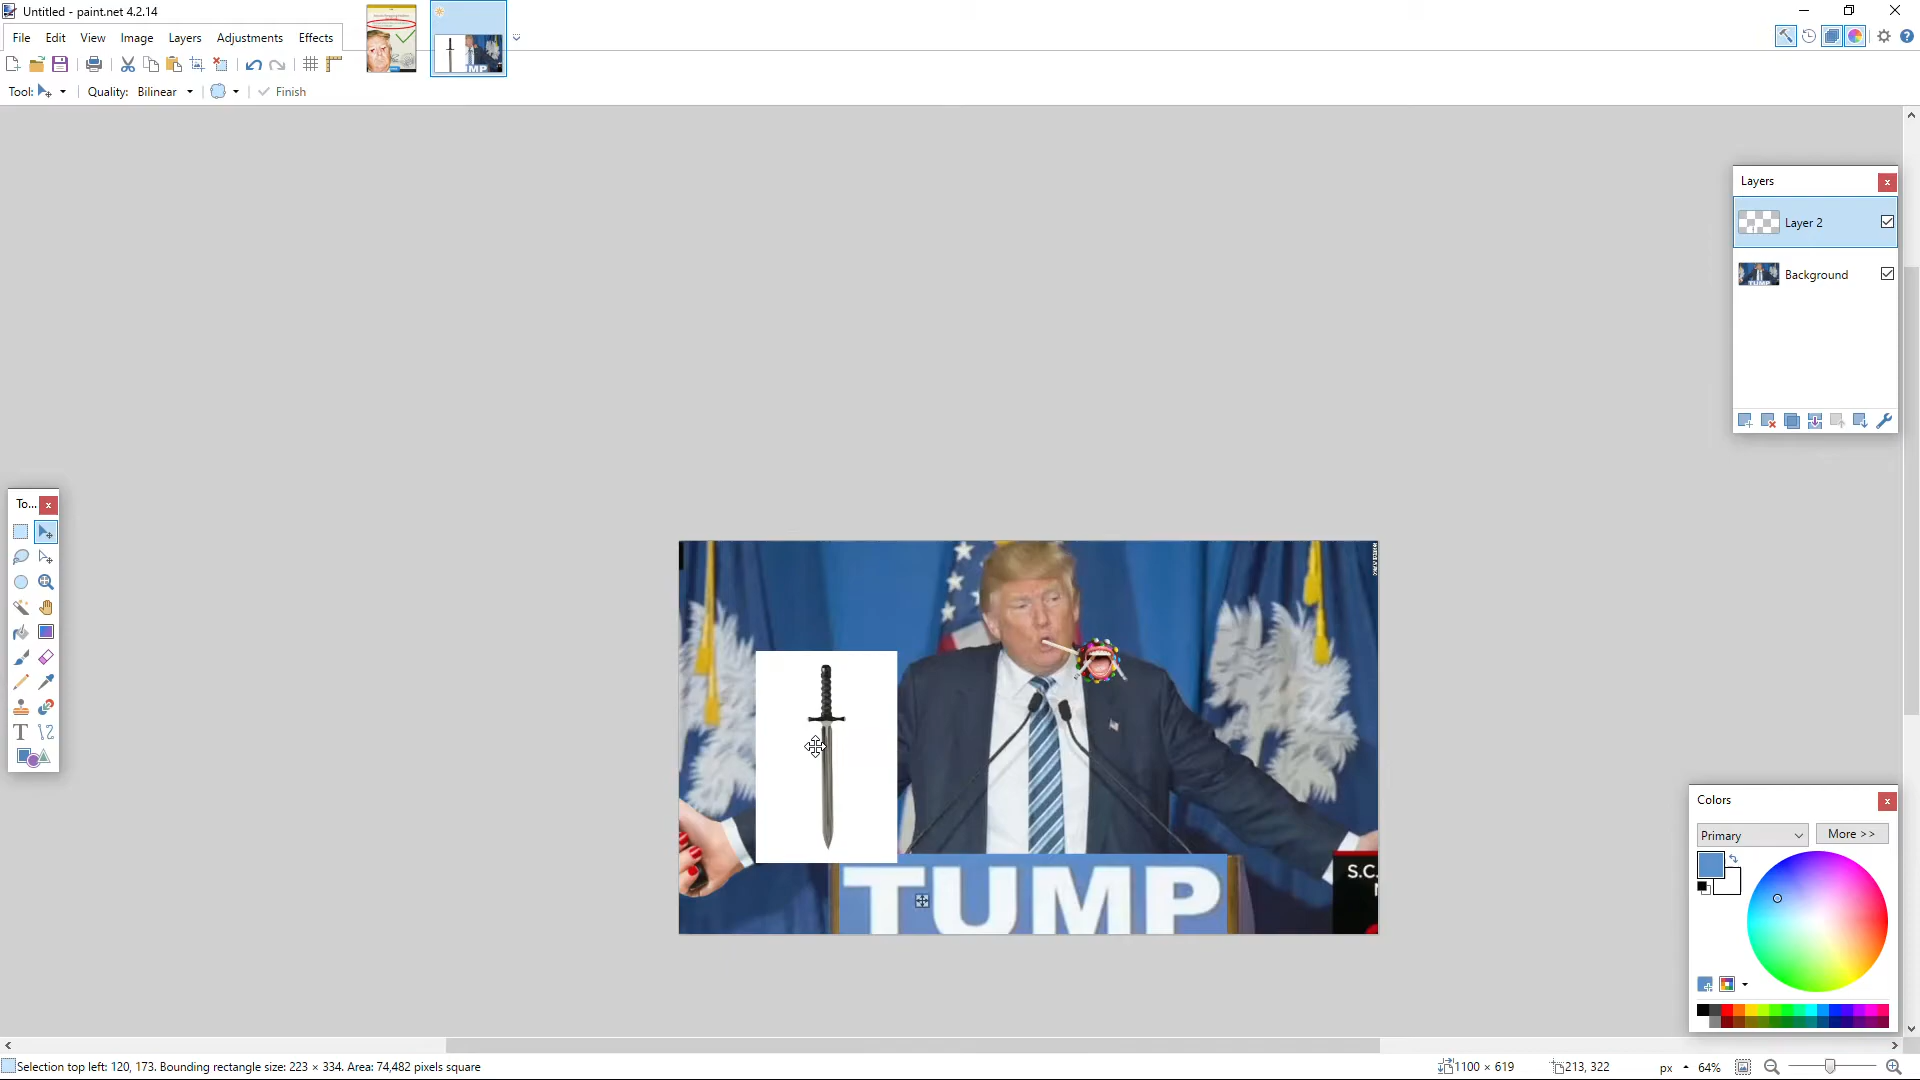 Untitled - paint.net 4.2.14
File Edit View Image Layers Adjustments Effects
Tool: Quality: Bilinear Finish
Layers
Layer 2
Background
To...
S.C.
TUMP
Colors
Primary More >>
Selection top left: 120, 173. Bounding rectangle size: 223 × 334. Area: 74,482 pixels square 1100 × 619 213, 322 px 64%